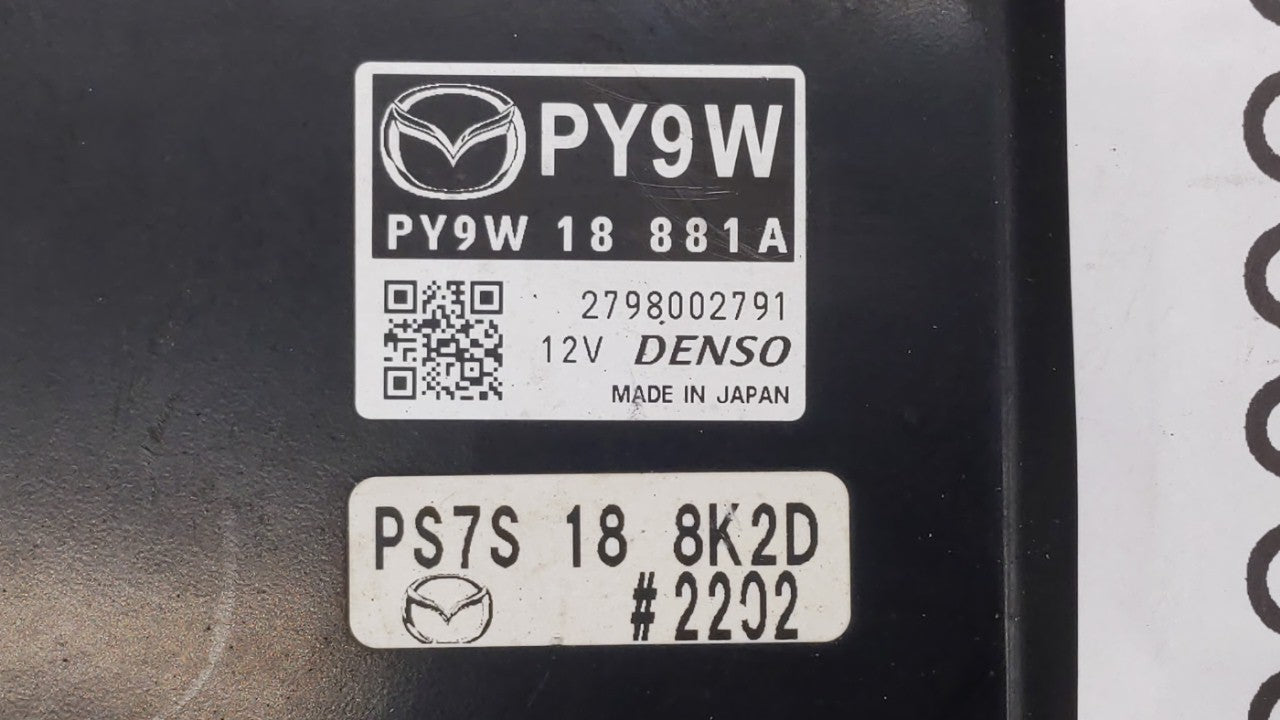 PY9W
PY9W 18 881A
2798002791
12V DENSO
MADE IN JAPAN
PS7S 18 8K2D
#2202